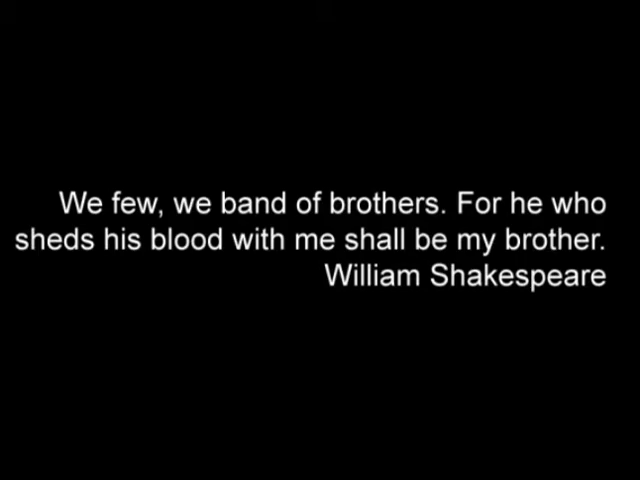 We few, we band of brothers. For he who
sheds his blood with me shall be my brother.
William Shakespeare